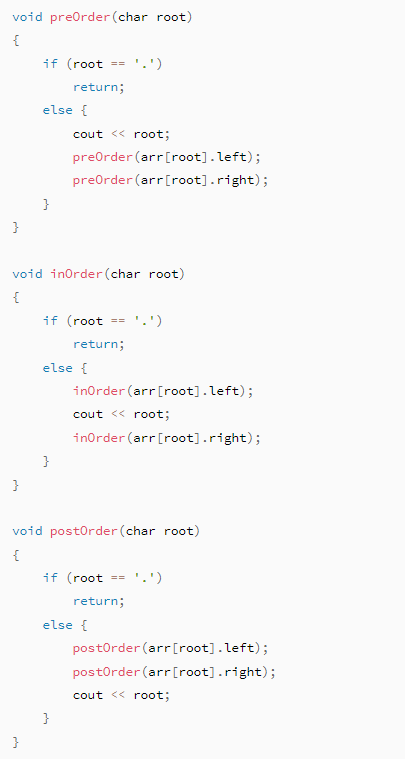 void preOrder(char root)
{
    if (root == '.')
        return;
    else {
        cout << root;
        preOrder(arr[root].left);
        preOrder(arr[root].right);
    }
}

void inOrder(char root)
{
    if (root == '.')
        return;
    else {
        inOrder(arr[root].left);
        cout << root;
        inOrder(arr[root].right);
    }
}

void postOrder(char root)
{
    if (root == '.')
        return;
    else {
        postOrder(arr[root].left);
        postOrder(arr[root].right);
        cout << root;
    }
}